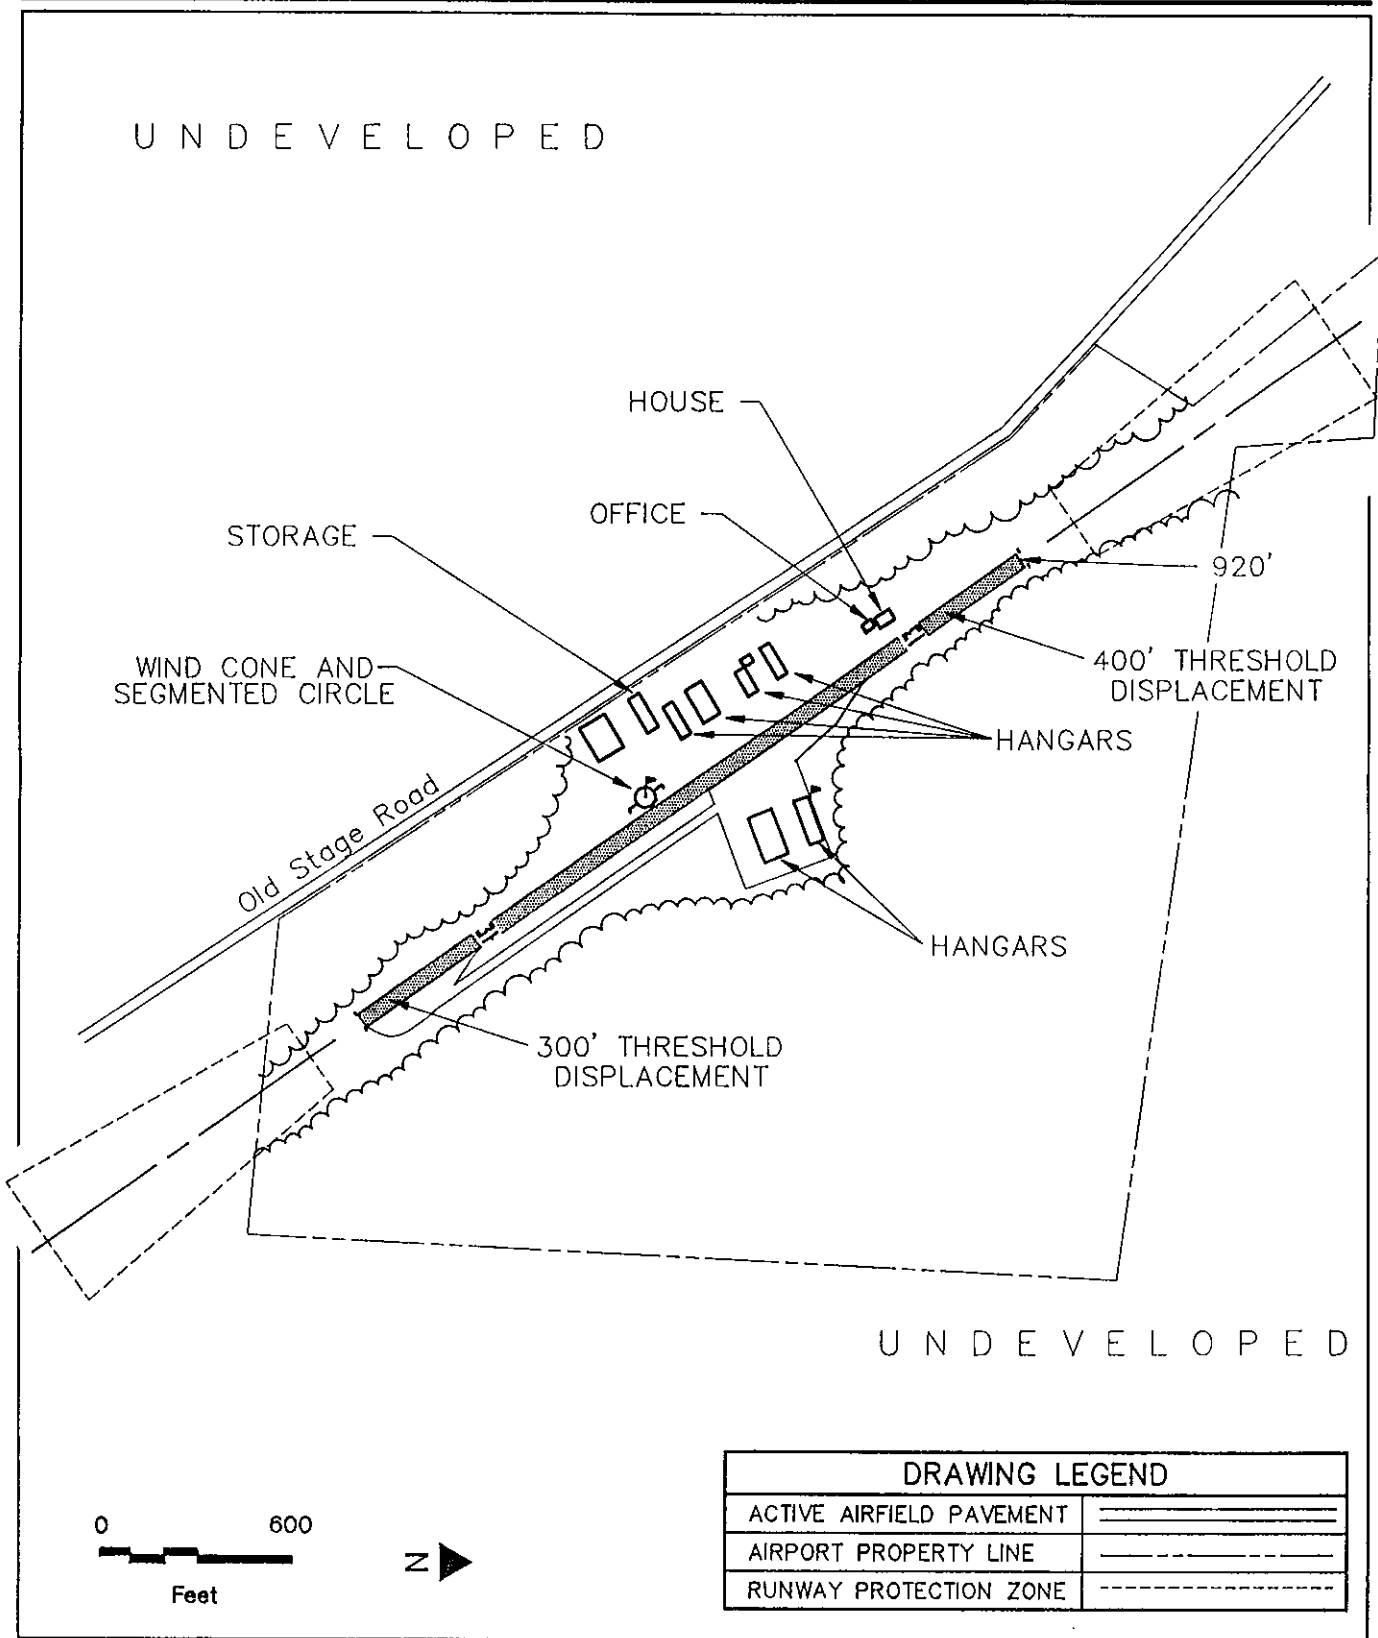 UNDEVELOPED
HOUSE
OFFICE
STORAGE
920'
WIND CONE AND
SEGMENTED CIRCLE
400' THRESHOLD
DISPLACEMENT
HANGARS
Old Stage Road
HANGARS
300' THRESHOLD
DISPLACEMENT
UNDEVELOPED
DRAWING LEGEND
ACTIVE AIRFIELD PAVEMENT
AIRPORT PROPERTY LINE
RUNWAY PROTECTION ZONE
0 600
Feet
N